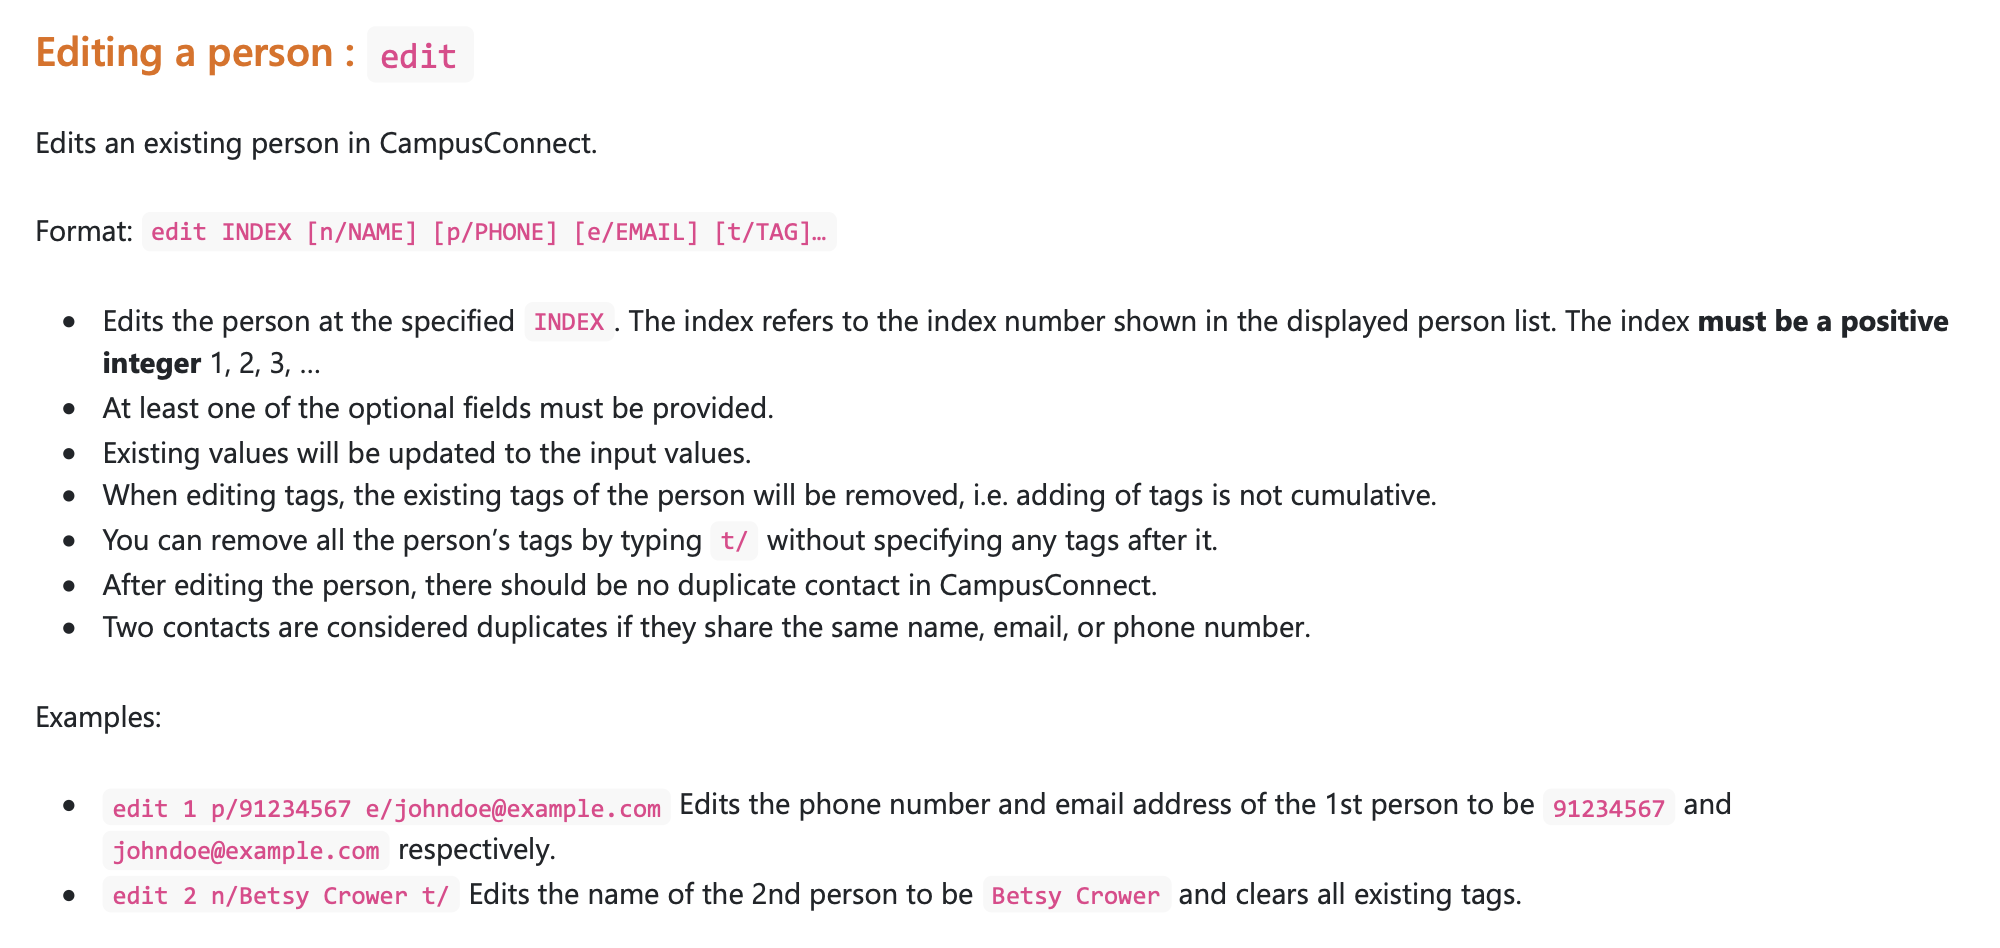 Editing a person : edit
Edits an existing person in CampusConnect.
Format: edit INDEX [n/NAME] [p/PHONE] [e/EMAIL] [t/TAG]…
• Edits the person at the specified INDEX. The index refers to the index number shown in the displayed person list. The index must be a positive
integer 1, 2, 3, …
• At least one of the optional fields must be provided.
• Existing values will be updated to the input values.
• When editing tags, the existing tags of the person will be removed, i.e. adding of tags is not cumulative.
• You can remove all the person’s tags by typing t/ without specifying any tags after it.
• After editing the person, there should be no duplicate contact in CampusConnect.
• Two contacts are considered duplicates if they share the same name, email, or phone number.
Examples:
• edit 1 p/91234567 e/johndoe@example.com Edits the phone number and email address of the 1st person to be 91234567 and
johndoe@example.com respectively.
• edit 2 n/Betsy Crower t/ Edits the name of the 2nd person to be Betsy Crower and clears all existing tags.